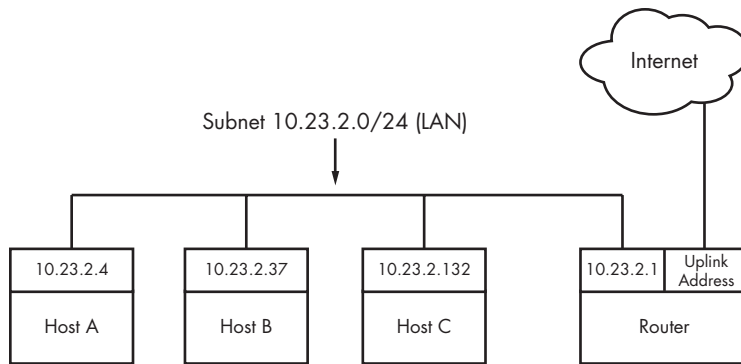 Internet
Subnet 10.23.2.0/24 (LAN)
10.23.2.4
10.23.2.37
10.23.2.132
10.23.2.1
Uplink
Address
Host A
Host B
Host C
Router